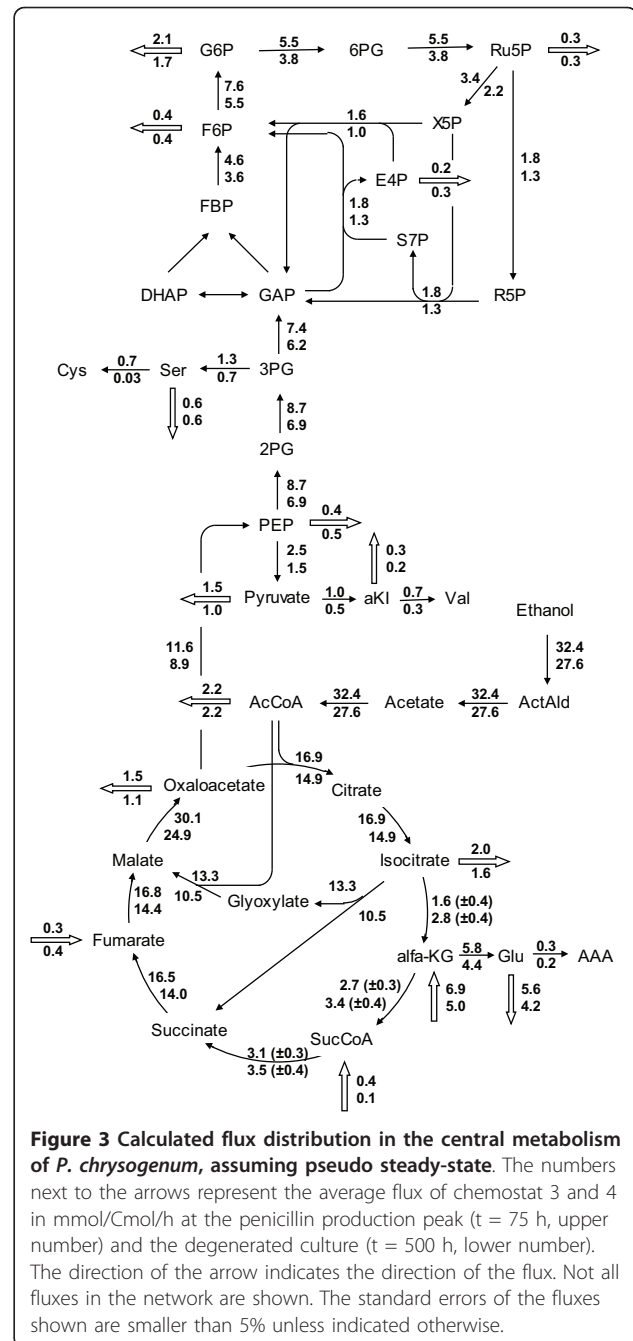 2.1 G6P 5.5 6PG 5.5 Ru5P 0.3
1.7 3.8 3.8 0.3
7.6 3.4
5.5 2.2
0.4 F6P 1.6 X5P
0.4 1.0
4.6 E4P 0.2 1.8
3.6 0.3 1.3
FBP 1.8
1.3 S7P
DHAP GAP 1.8 R5P
1.3
7.4
6.2
Cys 0.7 Ser 1.3 3PG
0.03 0.7
0.6 8.7
0.6 6.9
2PG
8.7
6.9
PEP 0.4
0.5
2.5 0.3
1.5 0.2
1.5 Pyruvate 1.0 aKI 0.7 Val
1.0 0.5 0.3
Ethanol
11.6 32.4
8.9 27.6
2.2 AcCoA 32.4 Acetate 32.4 ActAld
2.2 27.6 27.6
16.9
1.5 Oxaloacetate 14.9 Citrate
1.1
30.1 16.9
24.9 14.9
Malate 13.3 Isocitrate 2.0
1.6
16.8 10.5 Glyoxylate 13.3
14.4 10.5 1.6 (±0.4)
2.8 (±0.4)
0.3 Fumarate
0.4 alfa-KG 5.8 Glu 0.3 AAA
4.4 0.2
16.5 2.7 (±0.3) 6.9 5.6
14.0 3.4 (±0.4) 5.0 4.2
Succinate SucCoA
3.1 (±0.3)
3.5 (±0.4)
0.4
0.1
Figure 3 Calculated flux distribution in the central metabolism
of P. chrysogenum, assuming pseudo steady-state. The numbers
next to the arrows represent the average flux of chemostat 3 and 4
in mmol/Cmol/h at the penicillin production peak (t = 75 h, upper
number) and the degenerated culture (t = 500 h, lower number).
The direction of the arrow indicates the direction of the flux. Not all
fluxes in the network are shown. The standard errors of the fluxes
shown are smaller than 5% unless indicated otherwise.